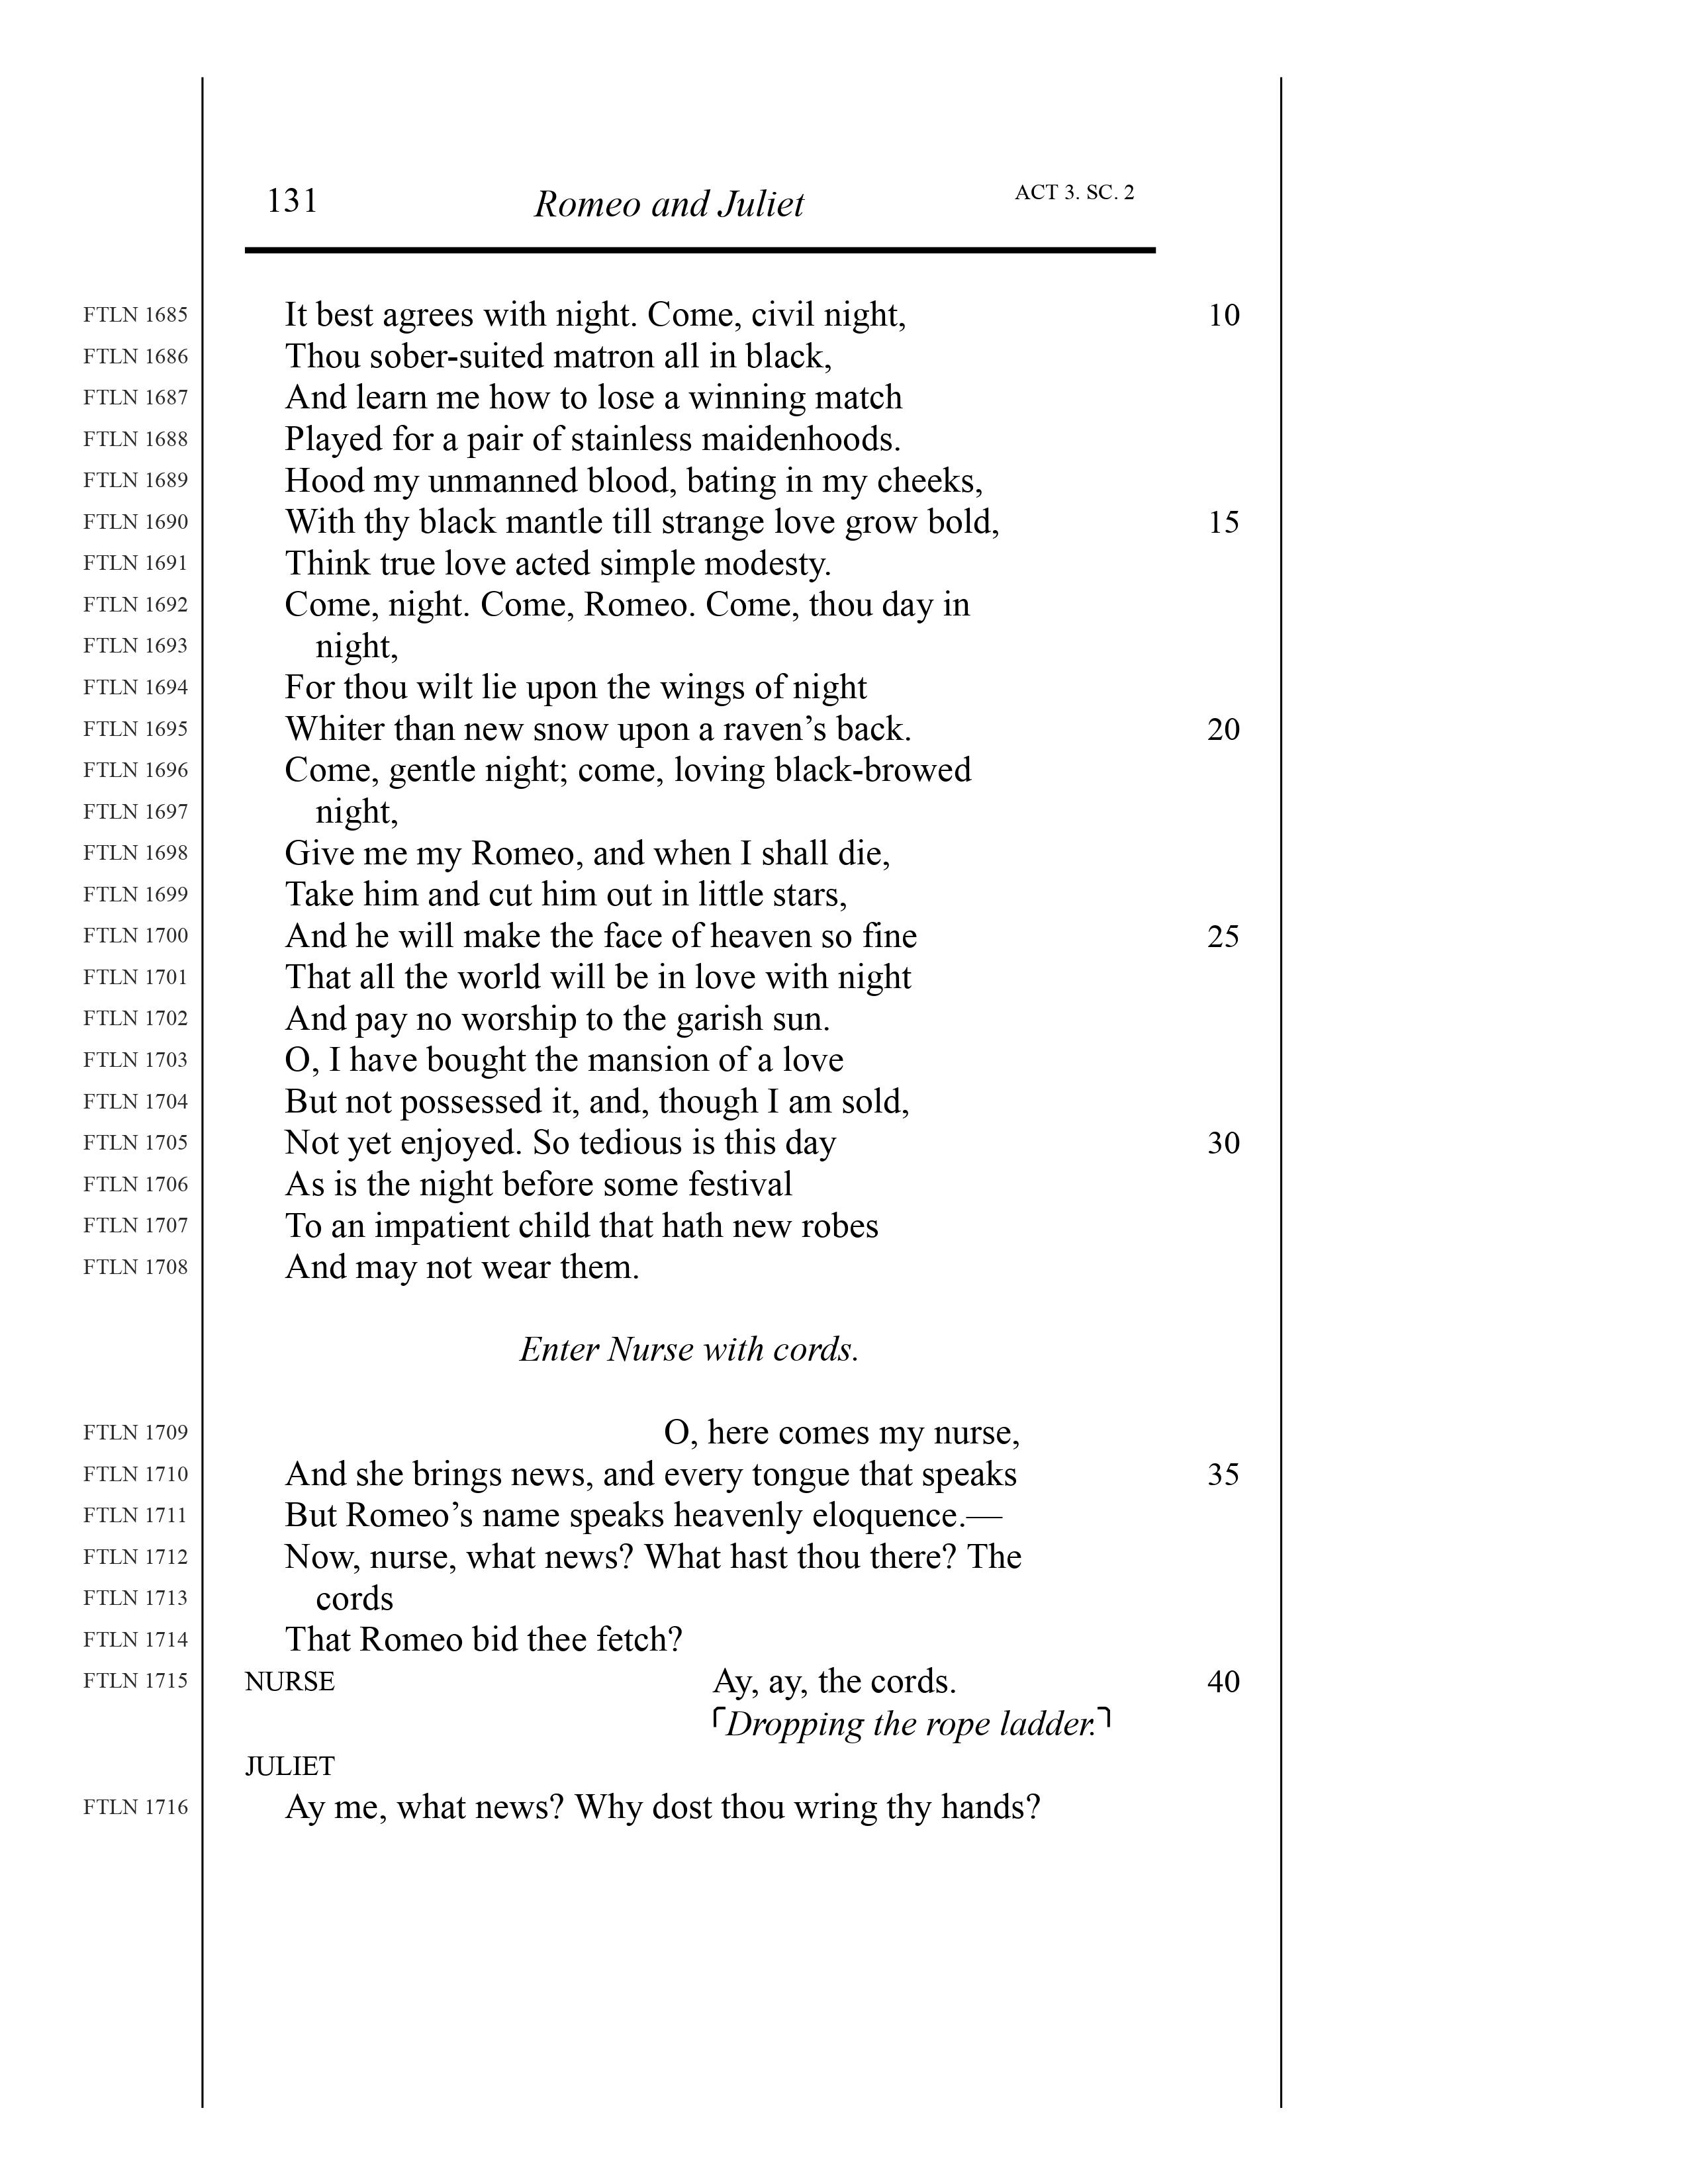 131 Romeo and Juliet ACT 3. SC. 2
FTLN 1685 It best agrees with night. Come, civil night, 10
FTLN 1686 Thou sober-suited matron all in black,
FTLN 1687 And learn me how to lose a winning match
FTLN 1688 Played for a pair of stainless maidenhoods.
FTLN 1689 Hood my unmanned blood, bating in my cheeks,
FTLN 1690 With thy black mantle till strange love grow bold, 15
FTLN 1691 Think true love acted simple modesty.
FTLN 1692 Come, night. Come, Romeo. Come, thou day in
FTLN 1693 night,
FTLN 1694 For thou wilt lie upon the wings of night
FTLN 1695 Whiter than new snow upon a raven’s back. 20
FTLN 1696 Come, gentle night; come, loving black-browed
FTLN 1697 night,
FTLN 1698 Give me my Romeo, and when I shall die,
FTLN 1699 Take him and cut him out in little stars,
FTLN 1700 And he will make the face of heaven so fine 25
FTLN 1701 That all the world will be in love with night
FTLN 1702 And pay no worship to the garish sun.
FTLN 1703 O, I have bought the mansion of a love
FTLN 1704 But not possessed it, and, though I am sold,
FTLN 1705 Not yet enjoyed. So tedious is this day 30
FTLN 1706 As is the night before some festival
FTLN 1707 To an impatient child that hath new robes
FTLN 1708 And may not wear them.
Enter Nurse with cords.
FTLN 1709 O, here comes my nurse,
FTLN 1710 And she brings news, and every tongue that speaks 35
FTLN 1711 But Romeo’s name speaks heavenly eloquence.—
FTLN 1712 Now, nurse, what news? What hast thou there? The
FTLN 1713 cords
FTLN 1714 That Romeo bid thee fetch?
FTLN 1715 NURSE Ay, ay, the cords. 40
⌜Dropping the rope ladder.⌝
JULIET
FTLN 1716 Ay me, what news? Why dost thou wring thy hands?